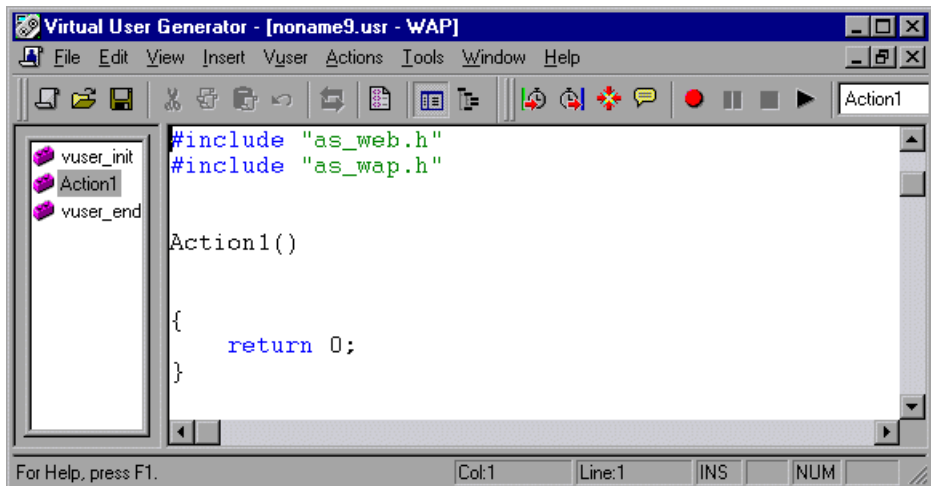 Virtual User Generator - [noname9.usr - WAP]
File Edit View Insert Vuser Actions Tools Window Help
Action1
vuser_init
Action1
vuser_end
#include "as_web.h"
#include "as_wap.h"
Action1()
{
return 0;
}
For Help, press F1. Col:1 Line:1 INS NUM